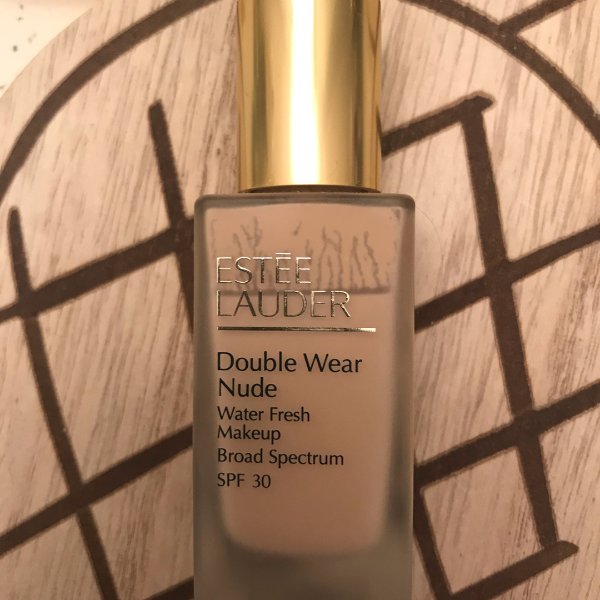 ESTĒE
LAUDER
Double Wear
Nude
Water Fresh
Makeup
Broad Spectrum
SPF 30